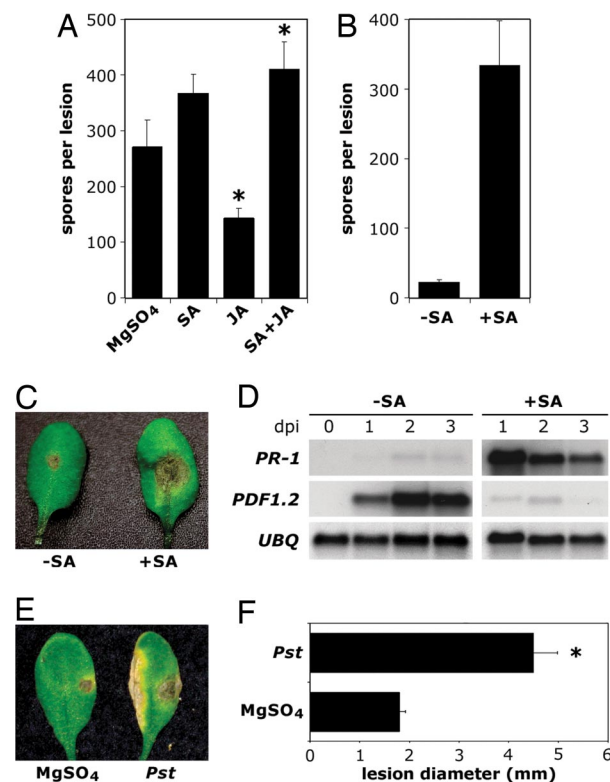 A
spores per lesion
500
400
300
200
100
0
*
*
MgSO4
SA
JA
SA+JA
B
spores per lesion
400
300
200
100
0
-SA
+SA
C
-SA
+SA
D
-SA
+SA
dpi 0 1 2 3 1 2 3
PR-1
PDF1.2
UBQ
E
MgSO4
Pst
F
Pst
*
MgSO4
0 1 2 3 4 5 6
lesion diameter (mm)